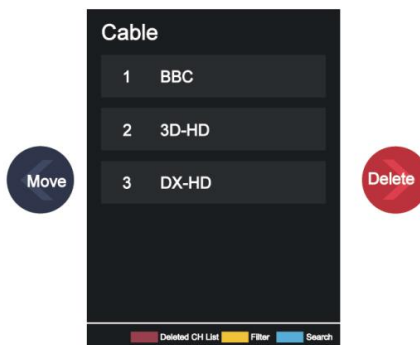 Cable
1 BBC
2 3D-HD
3 DX-HD
Move
Delete
Deleted CH List Filter Search